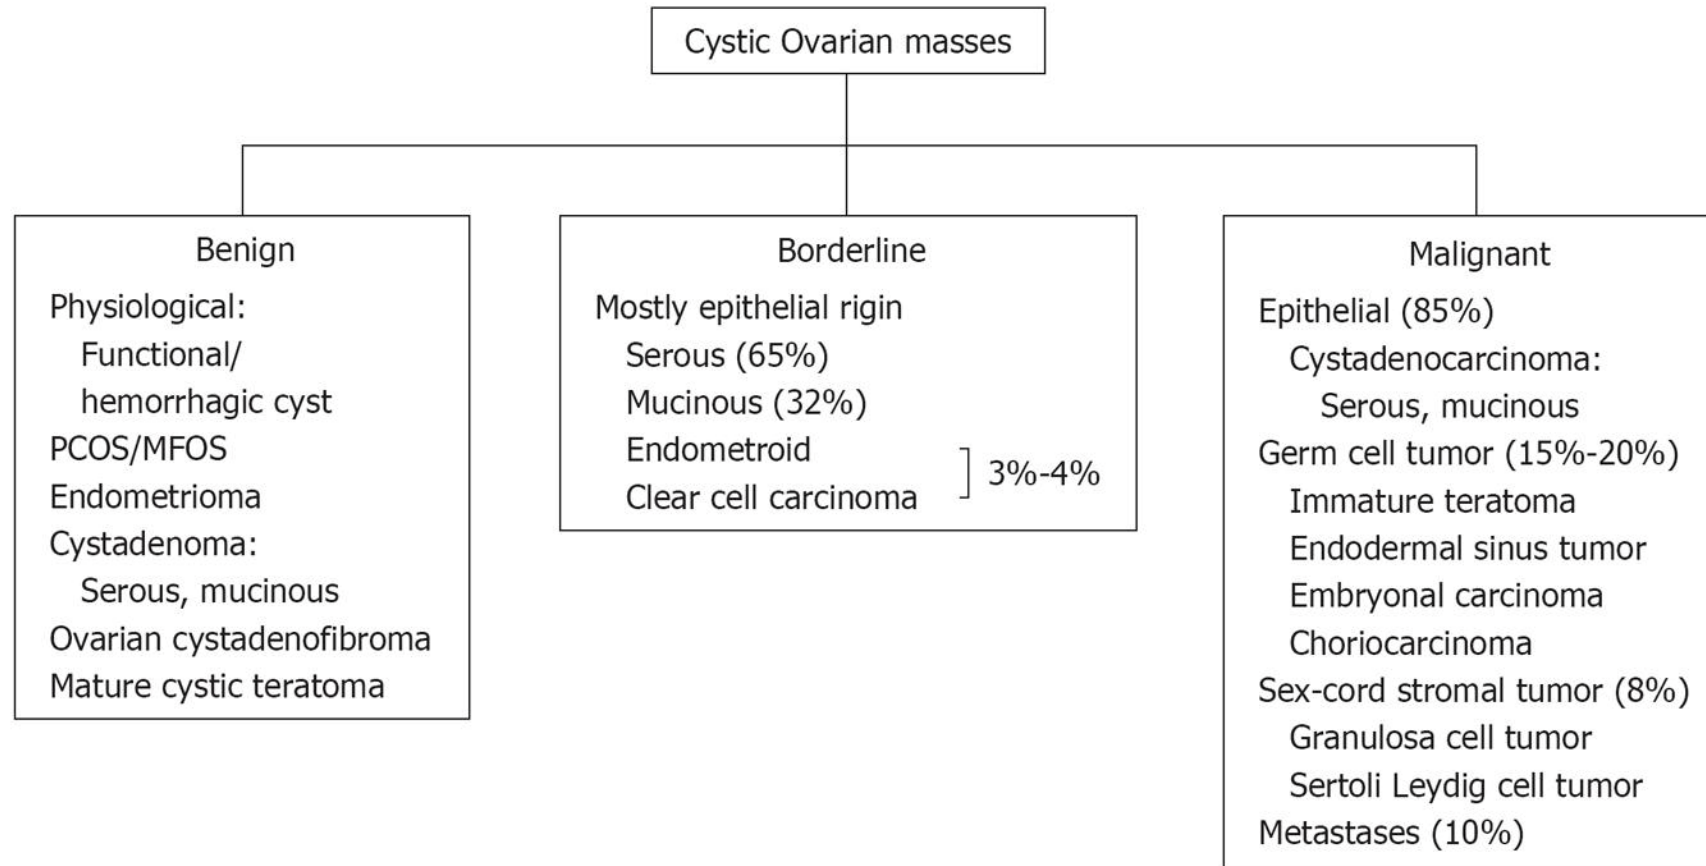 Cystic Ovarian masses
Benign
Physiological:
Functional/
hemorrhagic cyst
PCOS/MFOS
Endometrioma
Cystadenoma:
Serous, mucinous
Ovarian cystadenofibroma
Mature cystic teratoma
Borderline
Mostly epithelial rigin
Serous (65%)
Mucinous (32%)
Endometroid
Clear cell carcinoma
3%-4%
Malignant
Epithelial (85%)
Cystadenocarcinoma:
Serous, mucinous
Germ cell tumor (15%-20%)
Immature teratoma
Endodermal sinus tumor
Embryonal carcinoma
Choriocarcinoma
Sex-cord stromal tumor (8%)
Granulosa cell tumor
Sertoli Leydig cell tumor
Metastases (10%)